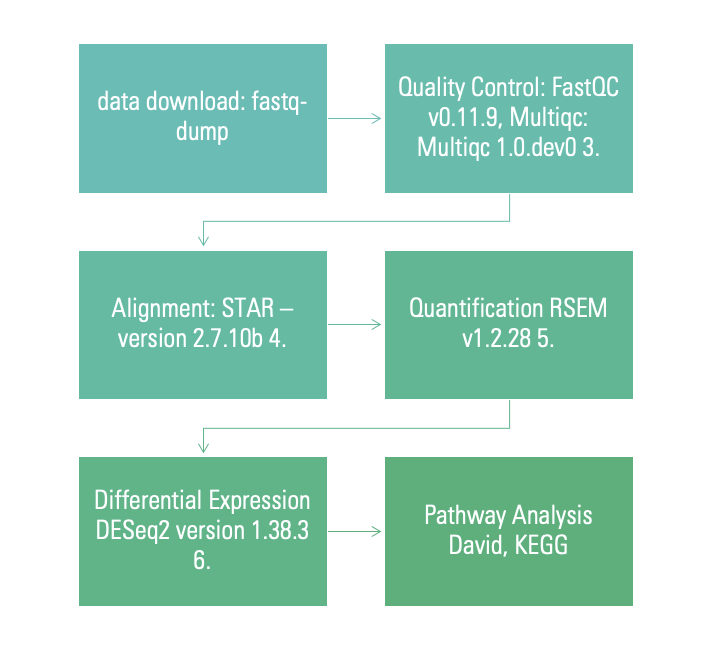 data download: fastq-
dump
Quality Control: FastQC
v0.11.9, Multiqc:
Multiqc 1.0.dev0 3.
Alignment: STAR –
version 2.7.10b 4.
Quantification RSEM
v1.2.28 5.
Differential Expression
DESeq2 version 1.38.3
6.
Pathway Analysis
David, KEGG